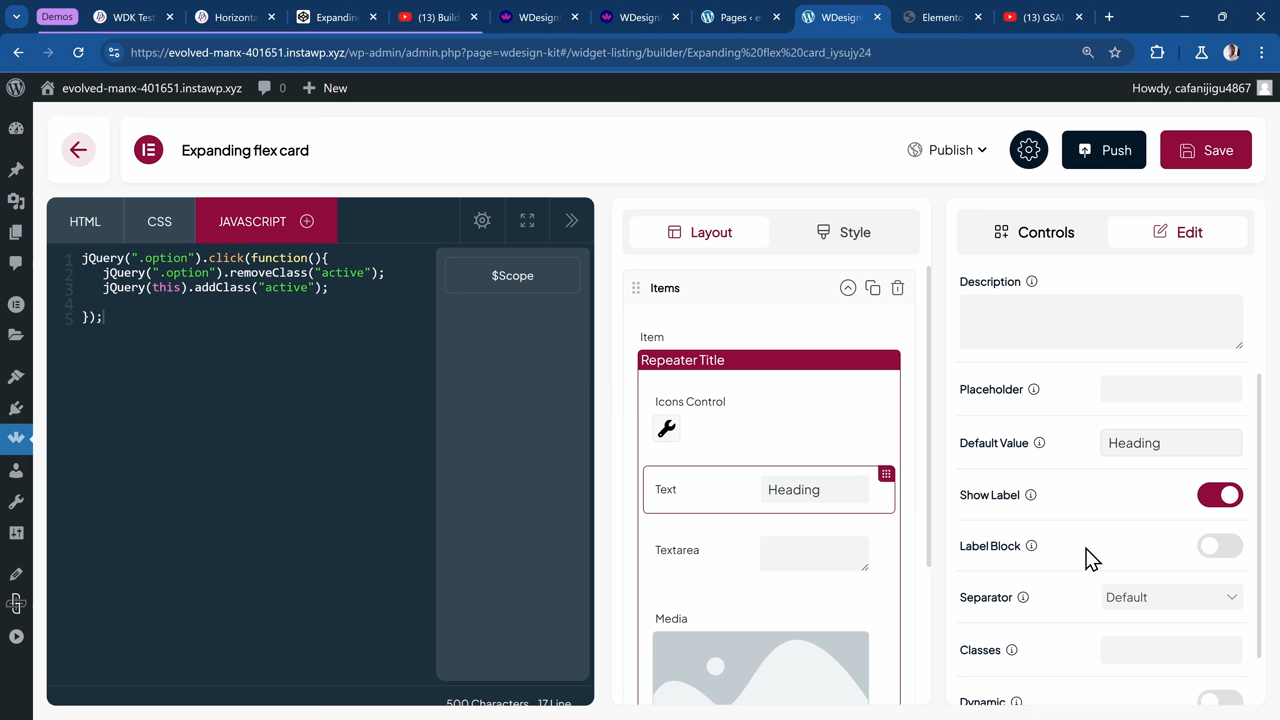 Demos
WDK Test
Horizonta
Expanding
(13) Buil
WDesign
WDesign
Pages ‹ e
WDesign
Elemento
(13) GSA
https://evolved-manx-401651.instawp.xyz/wp-admin/admin.php?page=wdesign-kit#/widget-listing/builder/Expanding%20flex%20card_iysujy24
evolved-manx-401651.instawp.xyz
0
New
Howdy, cafanijigu4867
Expanding flex card
Publish
Push
Save
HTML
CSS
JAVASCRIPT
1 jQuery(".option").click(function(){
2 jQuery(".option").removeClass("active");
3 jQuery(this).addClass("active");
4
5 });
$Scope
500 Characters, 17 Line
Layout
Style
Items
Item
Repeater Title
Icons Control
Text
Heading
Textarea
Media
Controls
Edit
Description
Placeholder
Default Value
Heading
Show Label
Label Block
Separator
Default
Classes
Dynamic